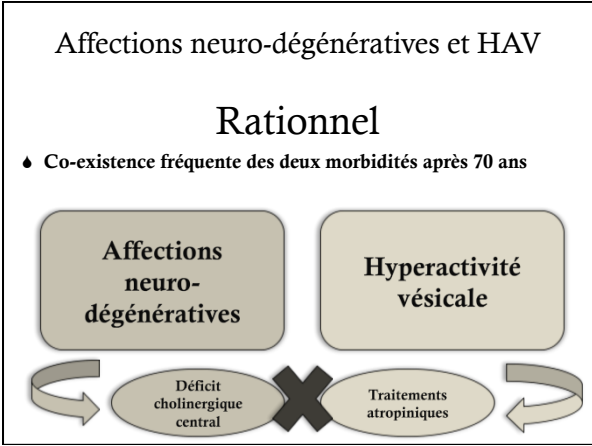 Affections neuro-dégénératives et HAV
Rationnel
Co-existence fréquente des deux morbidités après 70 ans
Affections
neuro-
dégénératives
Hyperactivité
vésicale
Déficit
cholinergique
central
Traitements
atropiniques